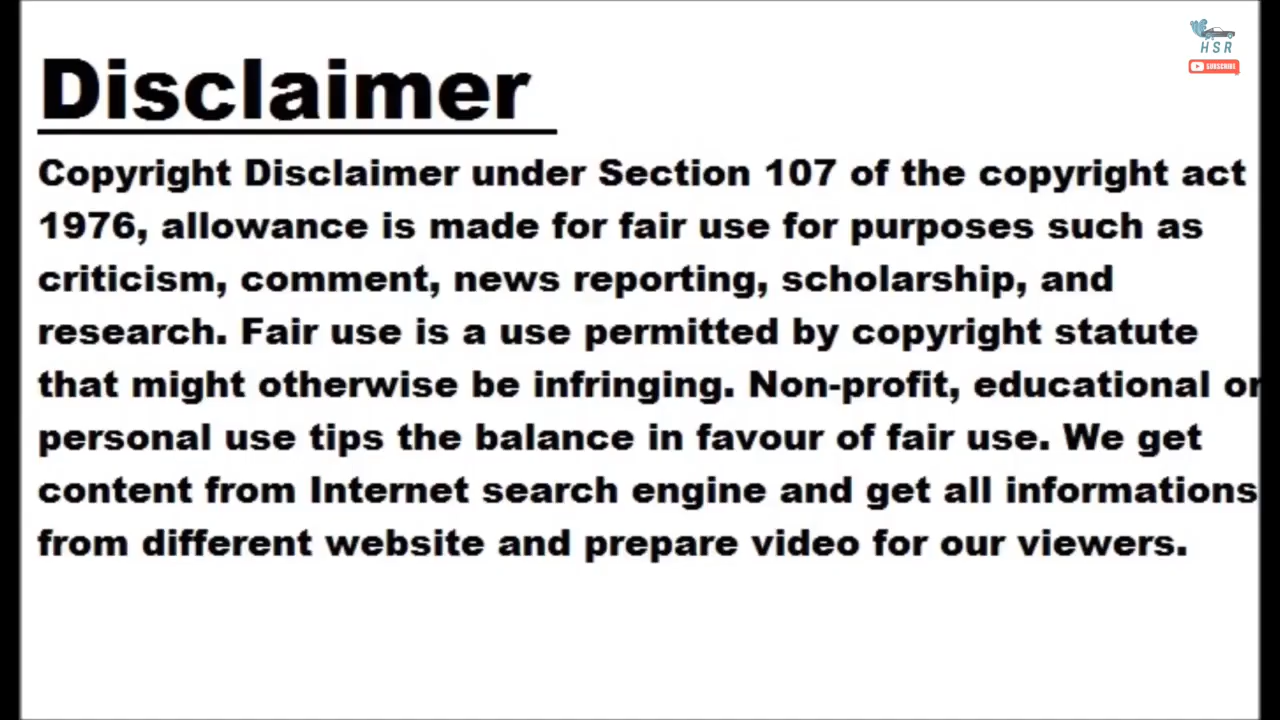 HSR
SUBSCRIBE
Disclaimer
Copyright Disclaimer under Section 107 of the copyright act
1976, allowance is made for fair use for purposes such as
criticism, comment, news reporting, scholarship, and
research. Fair use is a use permitted by copyright statute
that might otherwise be infringing. Non-profit, educational or
personal use tips the balance in favour of fair use. We get
content from Internet search engine and get all informations
from different website and prepare video for our viewers.